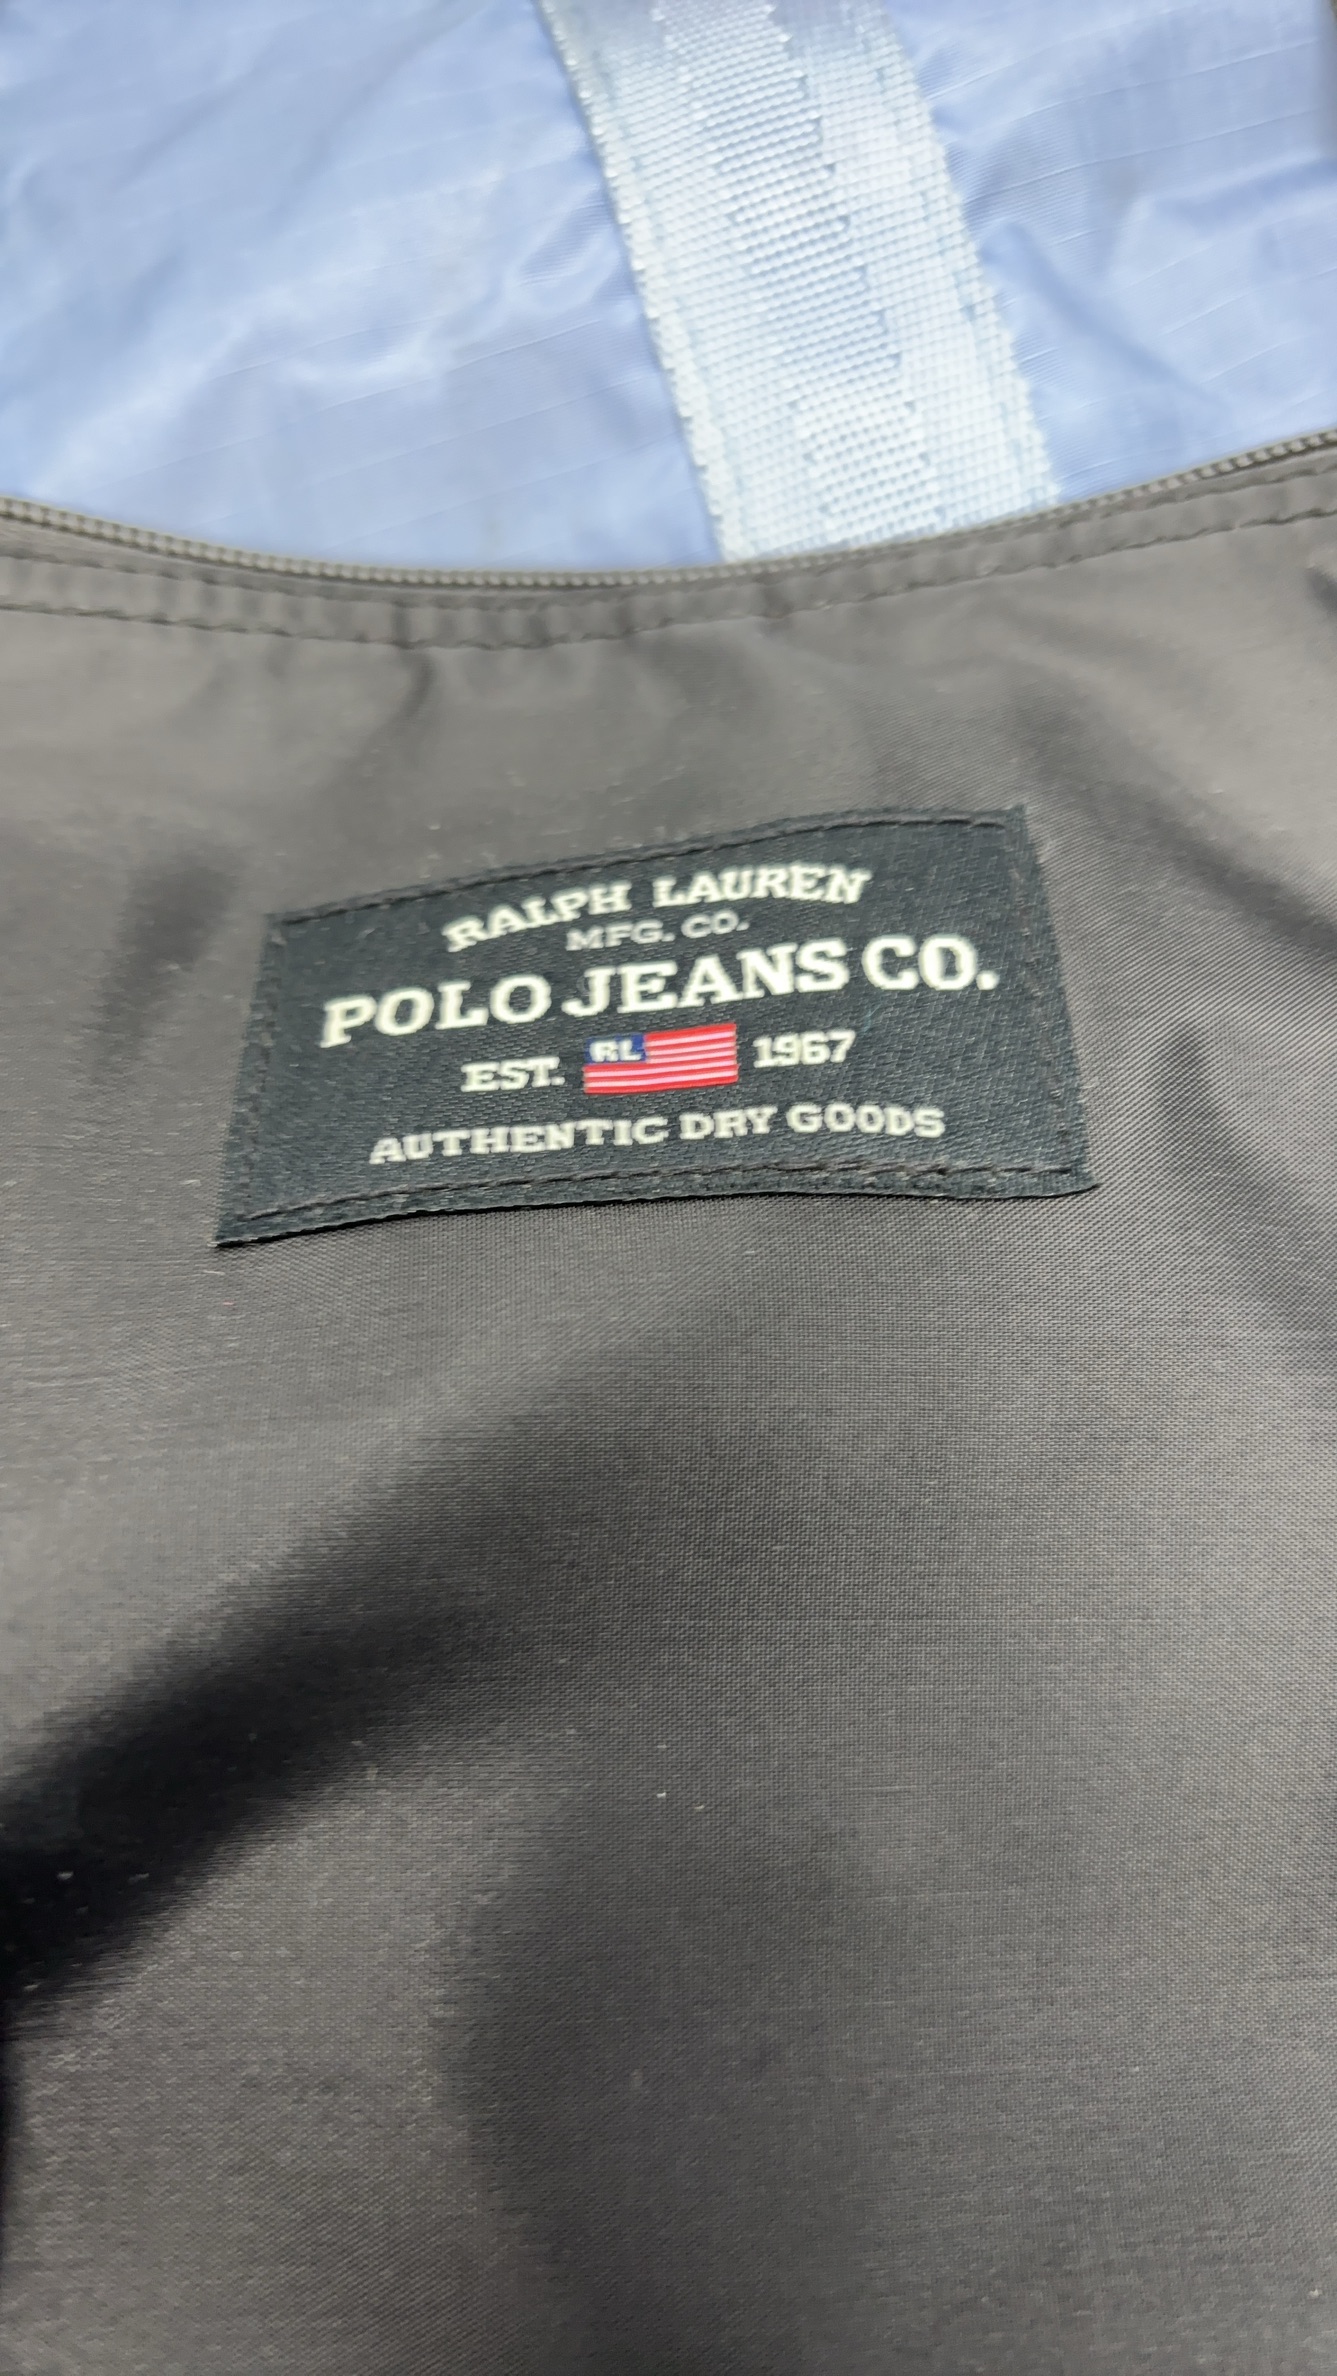 RALPH LAUREN
MFG. CO.
POLO JEANS CO.
EST. RL 1967
AUTHENTIC DRY GOODS